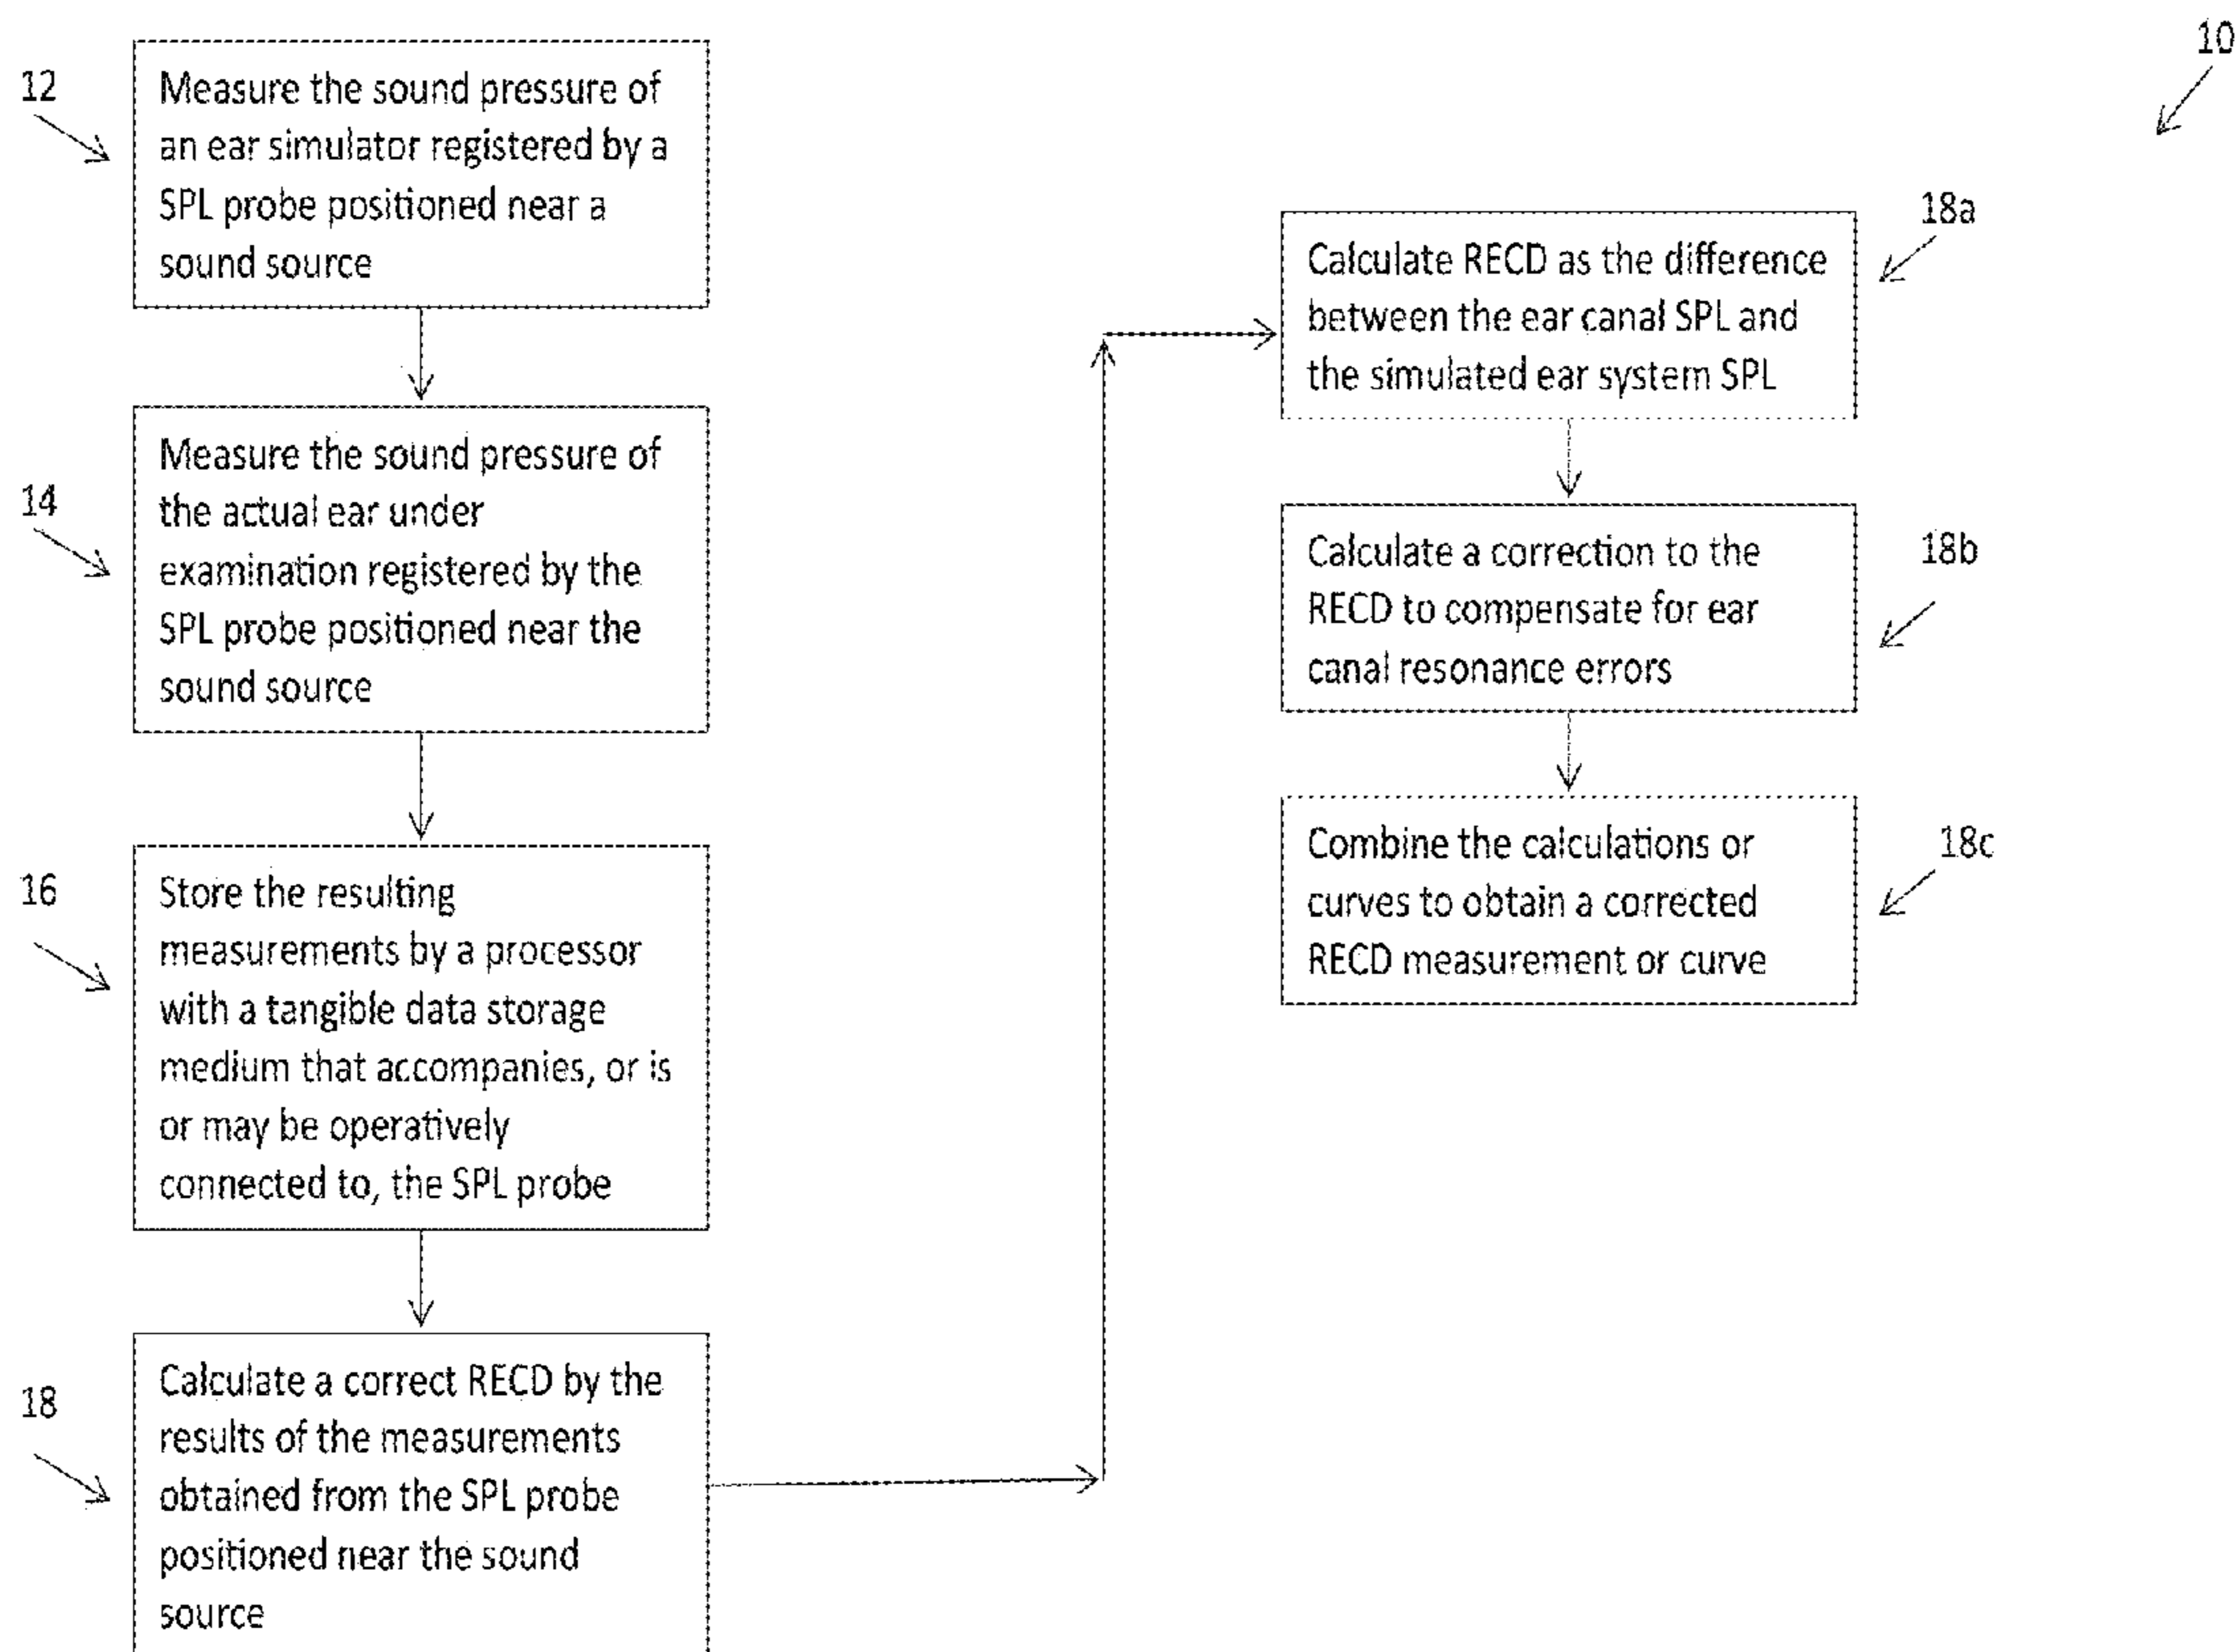 10
12
Measure the sound pressure of
an ear simulator registered by a
SPL probe positioned near a
sound source
14
Measure the sound pressure of
the actual ear under
examination registered by the
SPL probe positioned near the
sound source
16
Store the resulting
measurements by a processor
with a tangible data storage
medium that accompanies, or is
or may be operatively
connected to, the SPL probe
18
Calculate a correct RECD by the
results of the measurements
obtained from the SPL probe
positioned near the sound
source
18a
Calculate RECD as the difference
between the ear canal SPL and
the simulated ear system SPL
18b
Calculate a correction to the
RECD to compensate for ear
canal resonance errors
18c
Combine the calculations or
curves to obtain a corrected
RECD measurement or curve